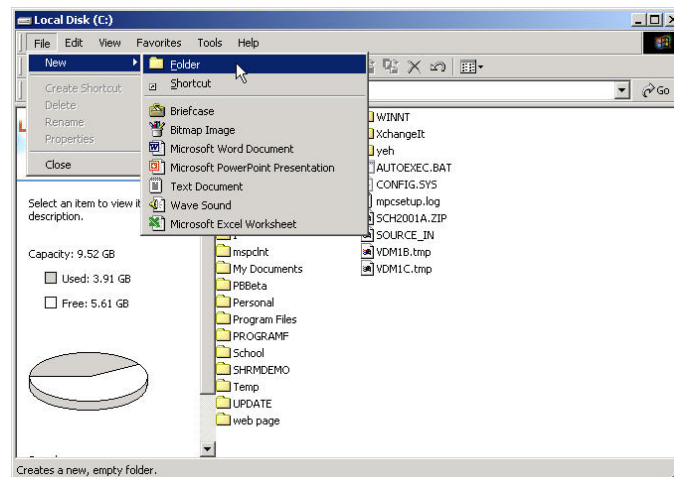 Local Disk (C:)
File Edit View Favorites Tools Help
New
Create Shortcut
Delete
Rename
Properties
Close
Folder
Shortcut
Briefcase
Bitmap Image
Microsoft Word Document
Microsoft PowerPoint Presentation
Text Document
Wave Sound
Microsoft Excel Worksheet
Go
Select an item to view it
description.
Capacity: 9.52 GB
Used: 3.91 GB
Free: 5.61 GB
mspclnt
My Documents
PBBeta
Personal
Program Files
PROGRAMF
School
SHRMDEMO
Temp
UPDATE
web page
WINNT
XchangeIt
yeh
AUTOEXEC.BAT
CONFIG.SYS
mpcsetup.log
SCH2001A.ZIP
SOURCE_IN
VDM1B.tmp
VDM1C.tmp
Creates a new, empty folder.